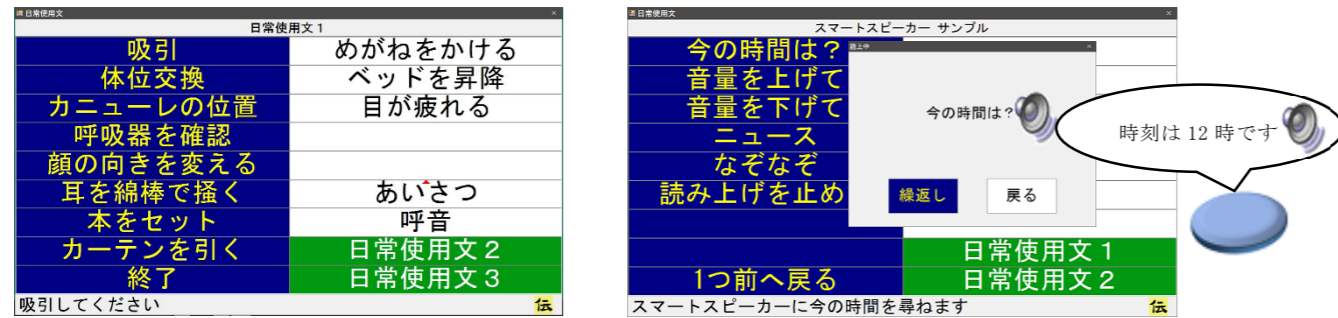 日常使用文
日常使用文１
吸引 めがねをかける
体位交換 ベッドを昇降
カニューレの位置 目が疲れる
呼吸器を確認
顔の向きを変える
耳を綿棒で掻く あいさつ
本をセット 呼音
カーテンを引く 日常使用文２
終了 日常使用文３
吸引してください 伝
日常使用文
スマートスピーカー サンプル
今の時間は？
音量を上げて
音量を下げて
ニュース
なぞなぞ
読み上げを止め
日常使用文１
1つ前へ戻る 日常使用文２
スマートスピーカーに今の時間を尋ねます 伝
今の時間は？
繰返し 戻る
時刻は 12 時です